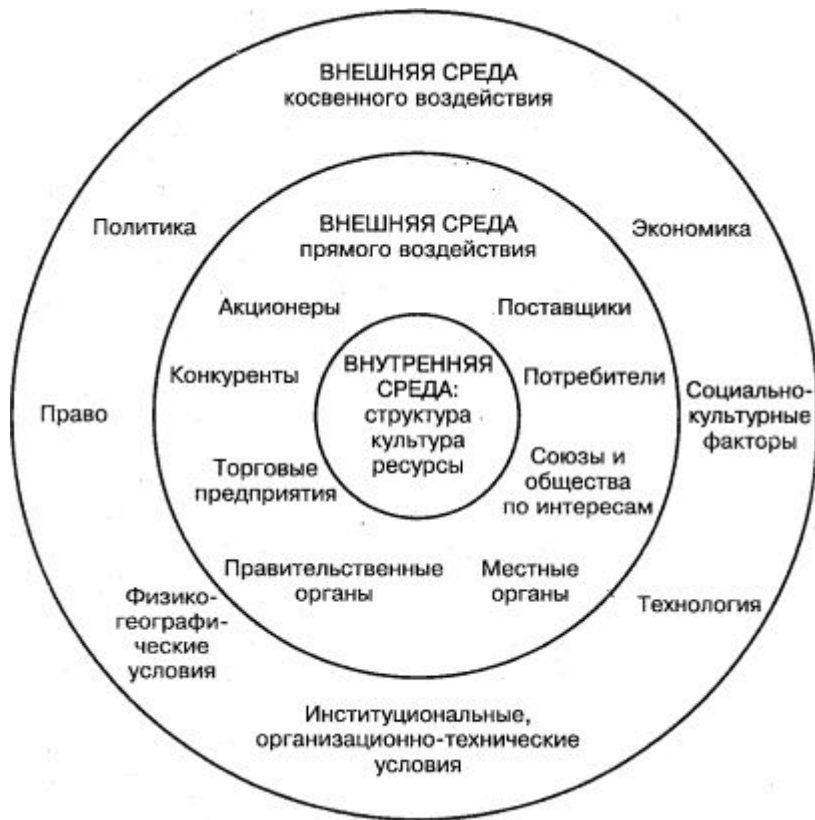 ВНЕШНЯЯ СРЕДА
косвенного воздействия
Политика
Экономика
ВНЕШНЯЯ СРЕДА
прямого воздействия
Акционеры
Поставщики
Конкуренты
Потребители
ВНУТРЕННЯЯ
СРЕДА:
структура
культура
ресурсы
Право
Социально-
культурные
факторы
Торговые
предприятия
Союзы и
общества
по интересам
Правительственные
органы
Местные
органы
Физико-
географи-
ческие
условия
Технология
Институциональные,
организационно-технические
условия